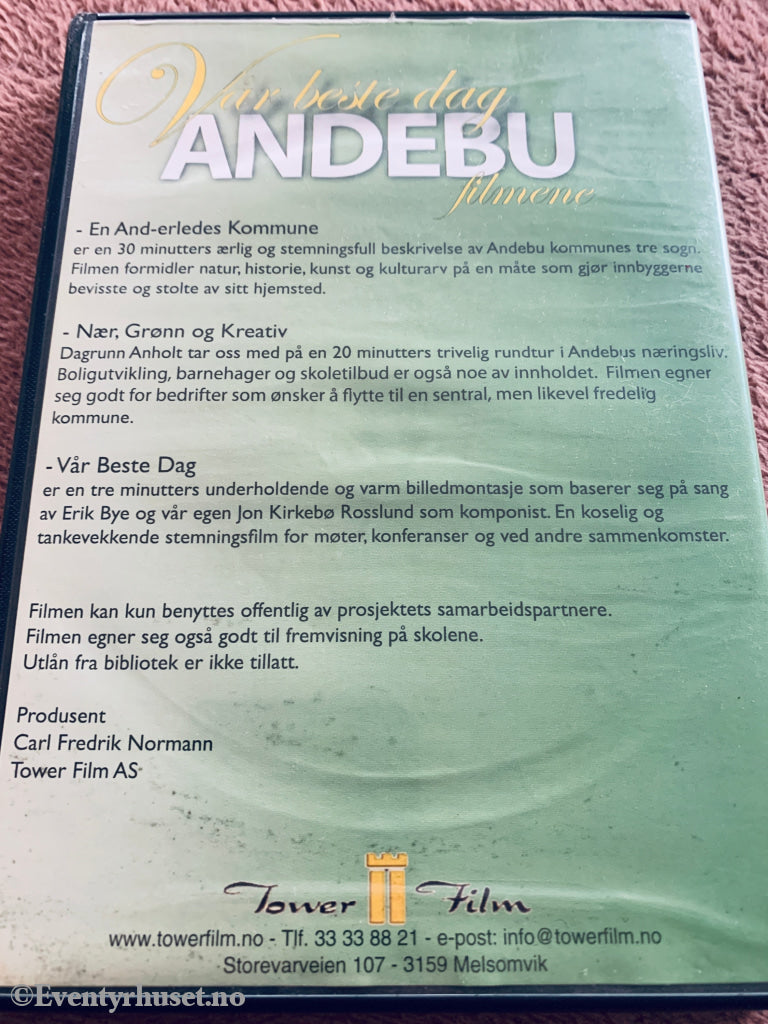 Vår beste dag
ANDEBU
filmene
- En And-erledes Kommune
er en 30 minutters ærlig og stemningsfull beskrivelse av Andebu kommunes tre sogn.
Filmen formidler natur, historie, kunst og kulturarv på en måte som gjør innbyggerne
bevisste og stolte av sitt hjemsted.
- Nær, Grønn og Kreativ
Dagrunn Anholt tar oss med på en 20 minutters trivelig rundtur i Andebus næringsliv.
Boligutvikling, barnehager og skoletilbud er også noe av innholdet. Filmen egner
seg godt for bedrifter som ønsker å flytte til en sentral, men likevel fredelig
kommune.
- Vår Beste Dag
er en tre minutters underholdende og varm billedmontasje som baserer seg på sang
av Erik Bye og vår egen Jon Kirkebø Rosslund som komponist. En koselig og
tankevekkende stemningsfilm for møter, konferanser og ved andre sammenkomster.
Filmen kan kun benyttes offentlig av prosjektets samarbeidspartnere.
Filmen egner seg også godt til fremvisning på skolene.
Utlån fra bibliotek er ikke tillatt.
Produsent
Carl Fredrik Normann
Tower Film AS
Tower Film
www.towerfilm.no - Tlf. 33 33 88 21 - e-post: info@towerfilm.no
Storevarveien 107 - 3159 Melsomvik
©Eventyrhuset.no